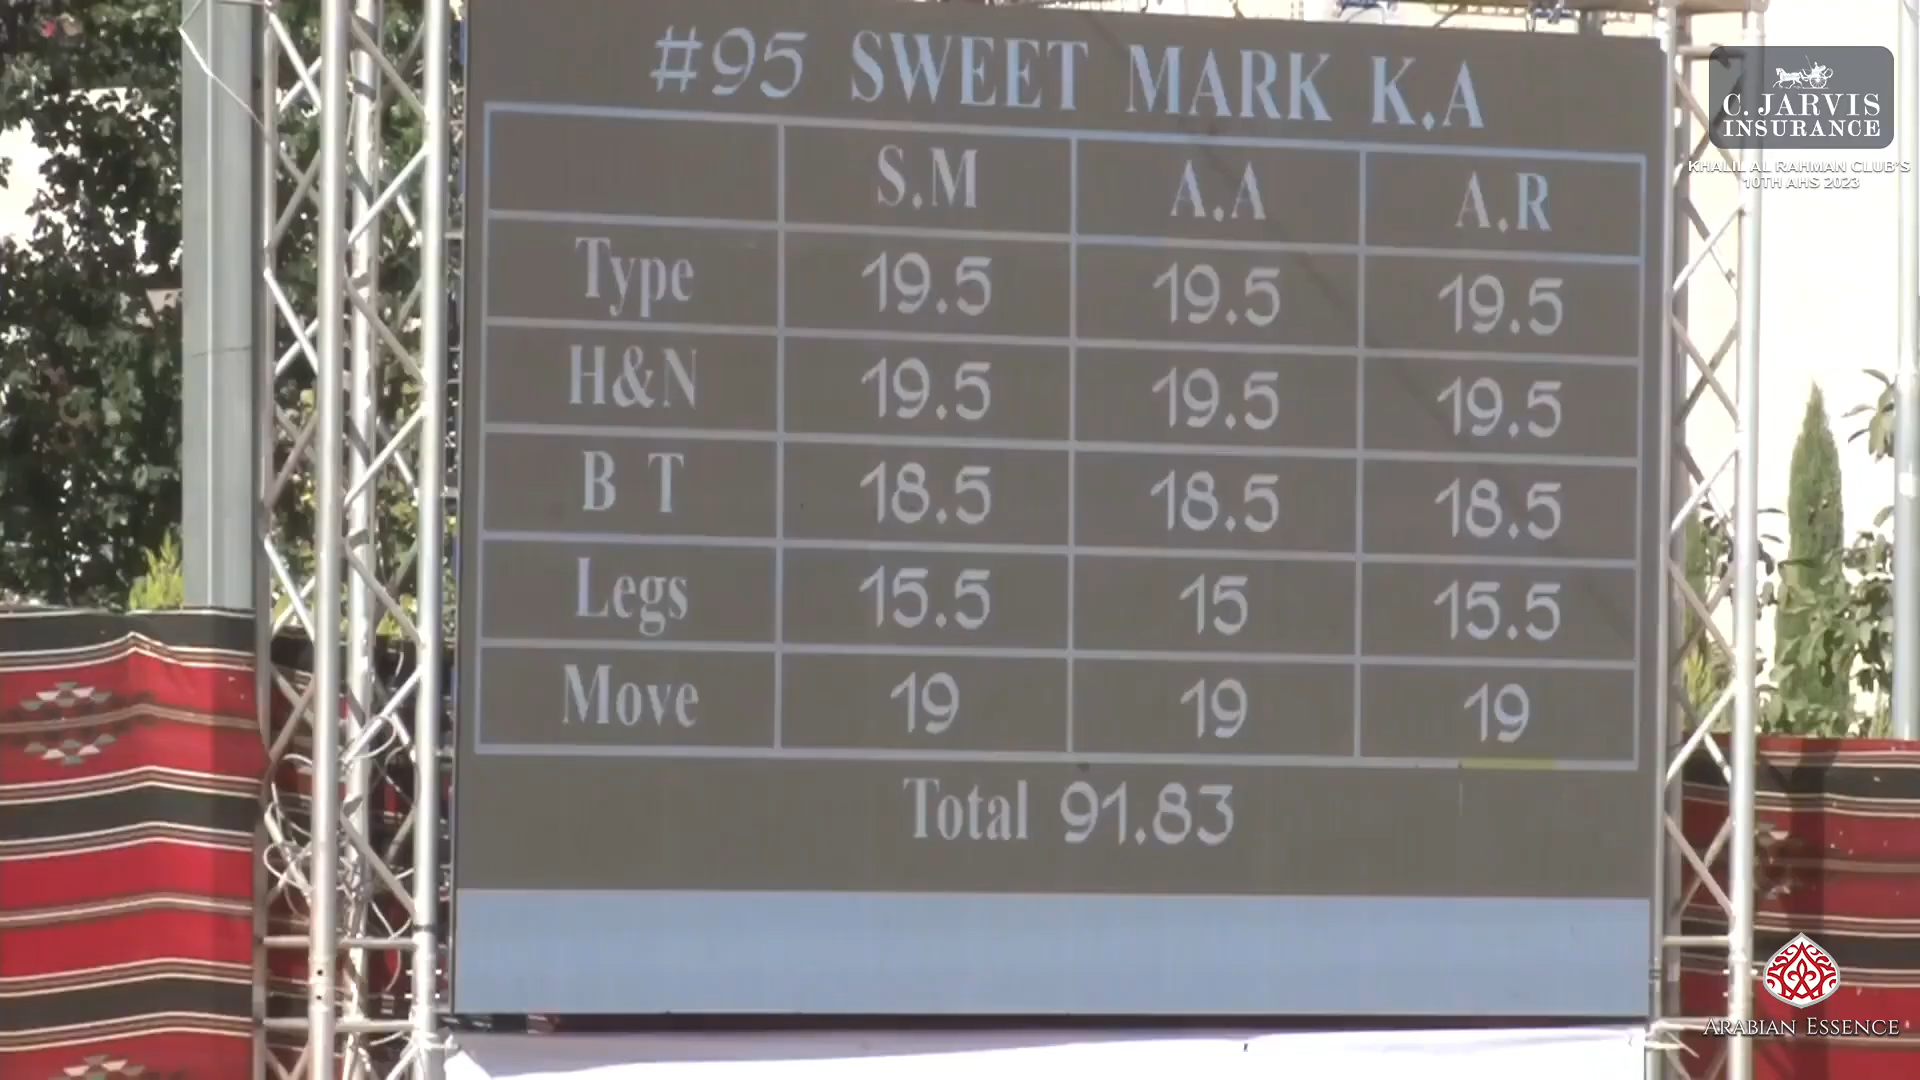 #95 SWEET MARK K.A
S.M A.A A.R
Type 19.5 19.5 19.5
H&N 19.5 19.5 19.5
B T 18.5 18.5 18.5
Legs 15.5 15 15.5
Move 19 19 19
Total 91.83
C. JARVIS
INSURANCE
KHALIL AL RAHMAN CLUB'S
10TH AHS 2023
ARABIAN ESSENCE